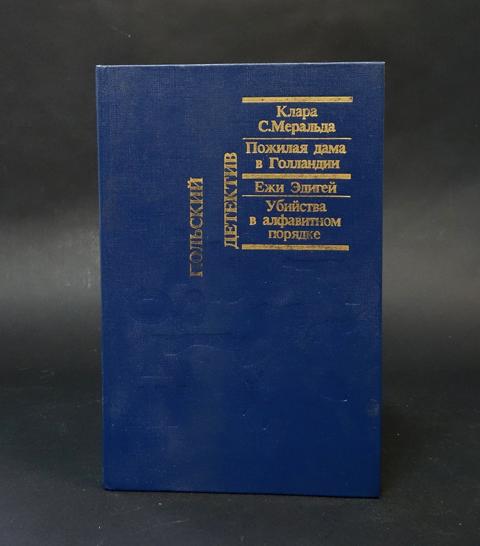 Клара
С.Меральда
Пожилая дама
в Голландии
Ежи Эдигей
Убийства
в алфавитном
порядке
ПОЛЬСКИЙ
ДЕТЕКТИВ